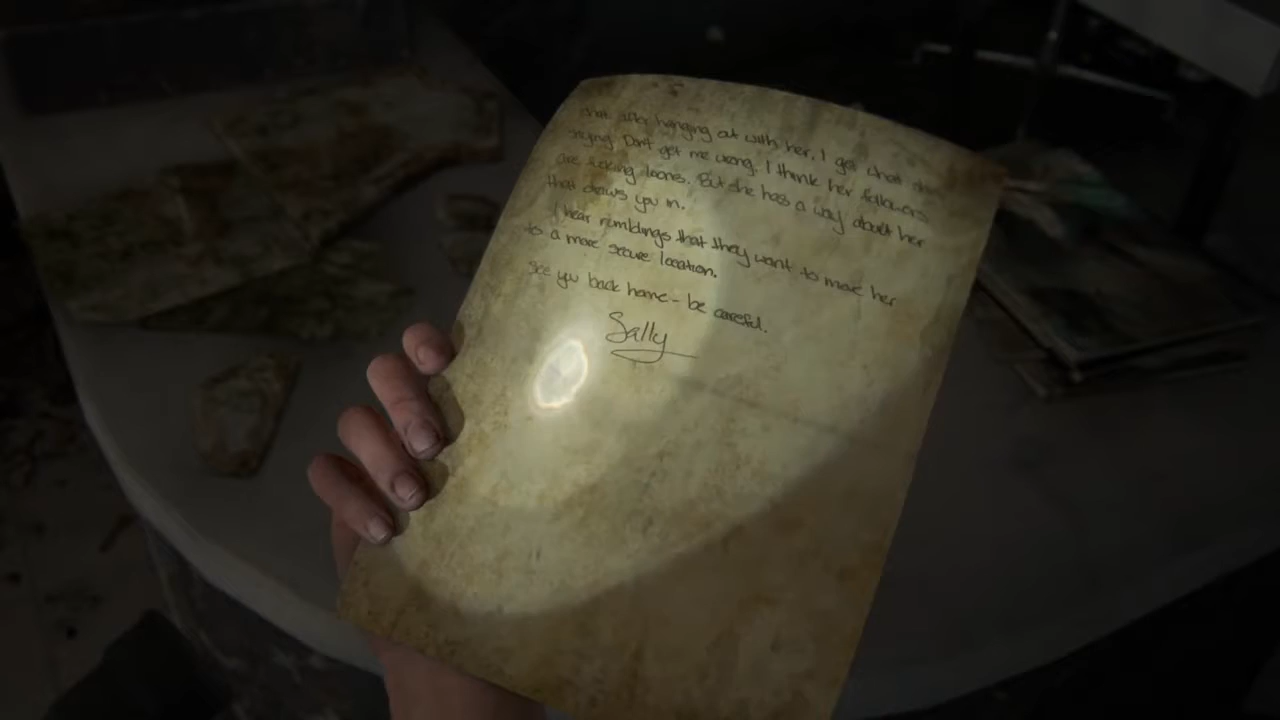 that after hanging at with her, I get what she's
saying. Don't get me wrong, I think her followers
are fucking loons. But she has a way about her
that draws you in.
I hear rumblings that they want to move her
to a more secure location.
See you back home - be careful.
Sally